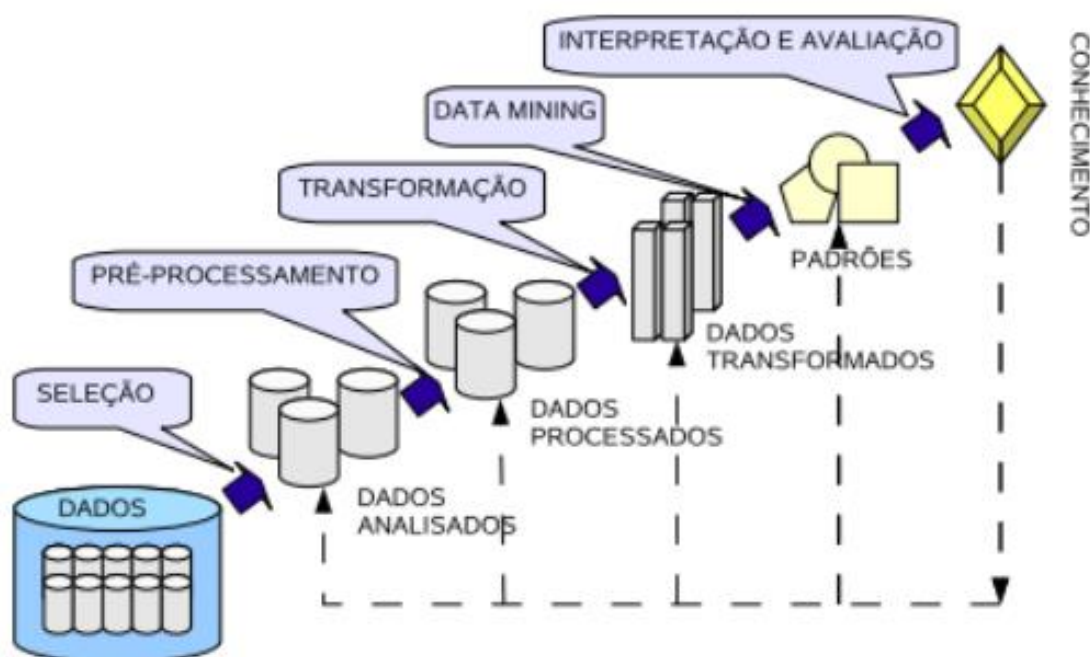 INTERPRETAÇÃO E AVALIAÇÃO
CONHECIMENTO
DATA MINING
TRANSFORMAÇÃO
PADRÕES
PRÉ-PROCESSAMENTO
DADOS
TRANSFORMADOS
SELEÇÃO
DADOS
PROCESSADOS
DADOS
ANALISADOS
DADOS